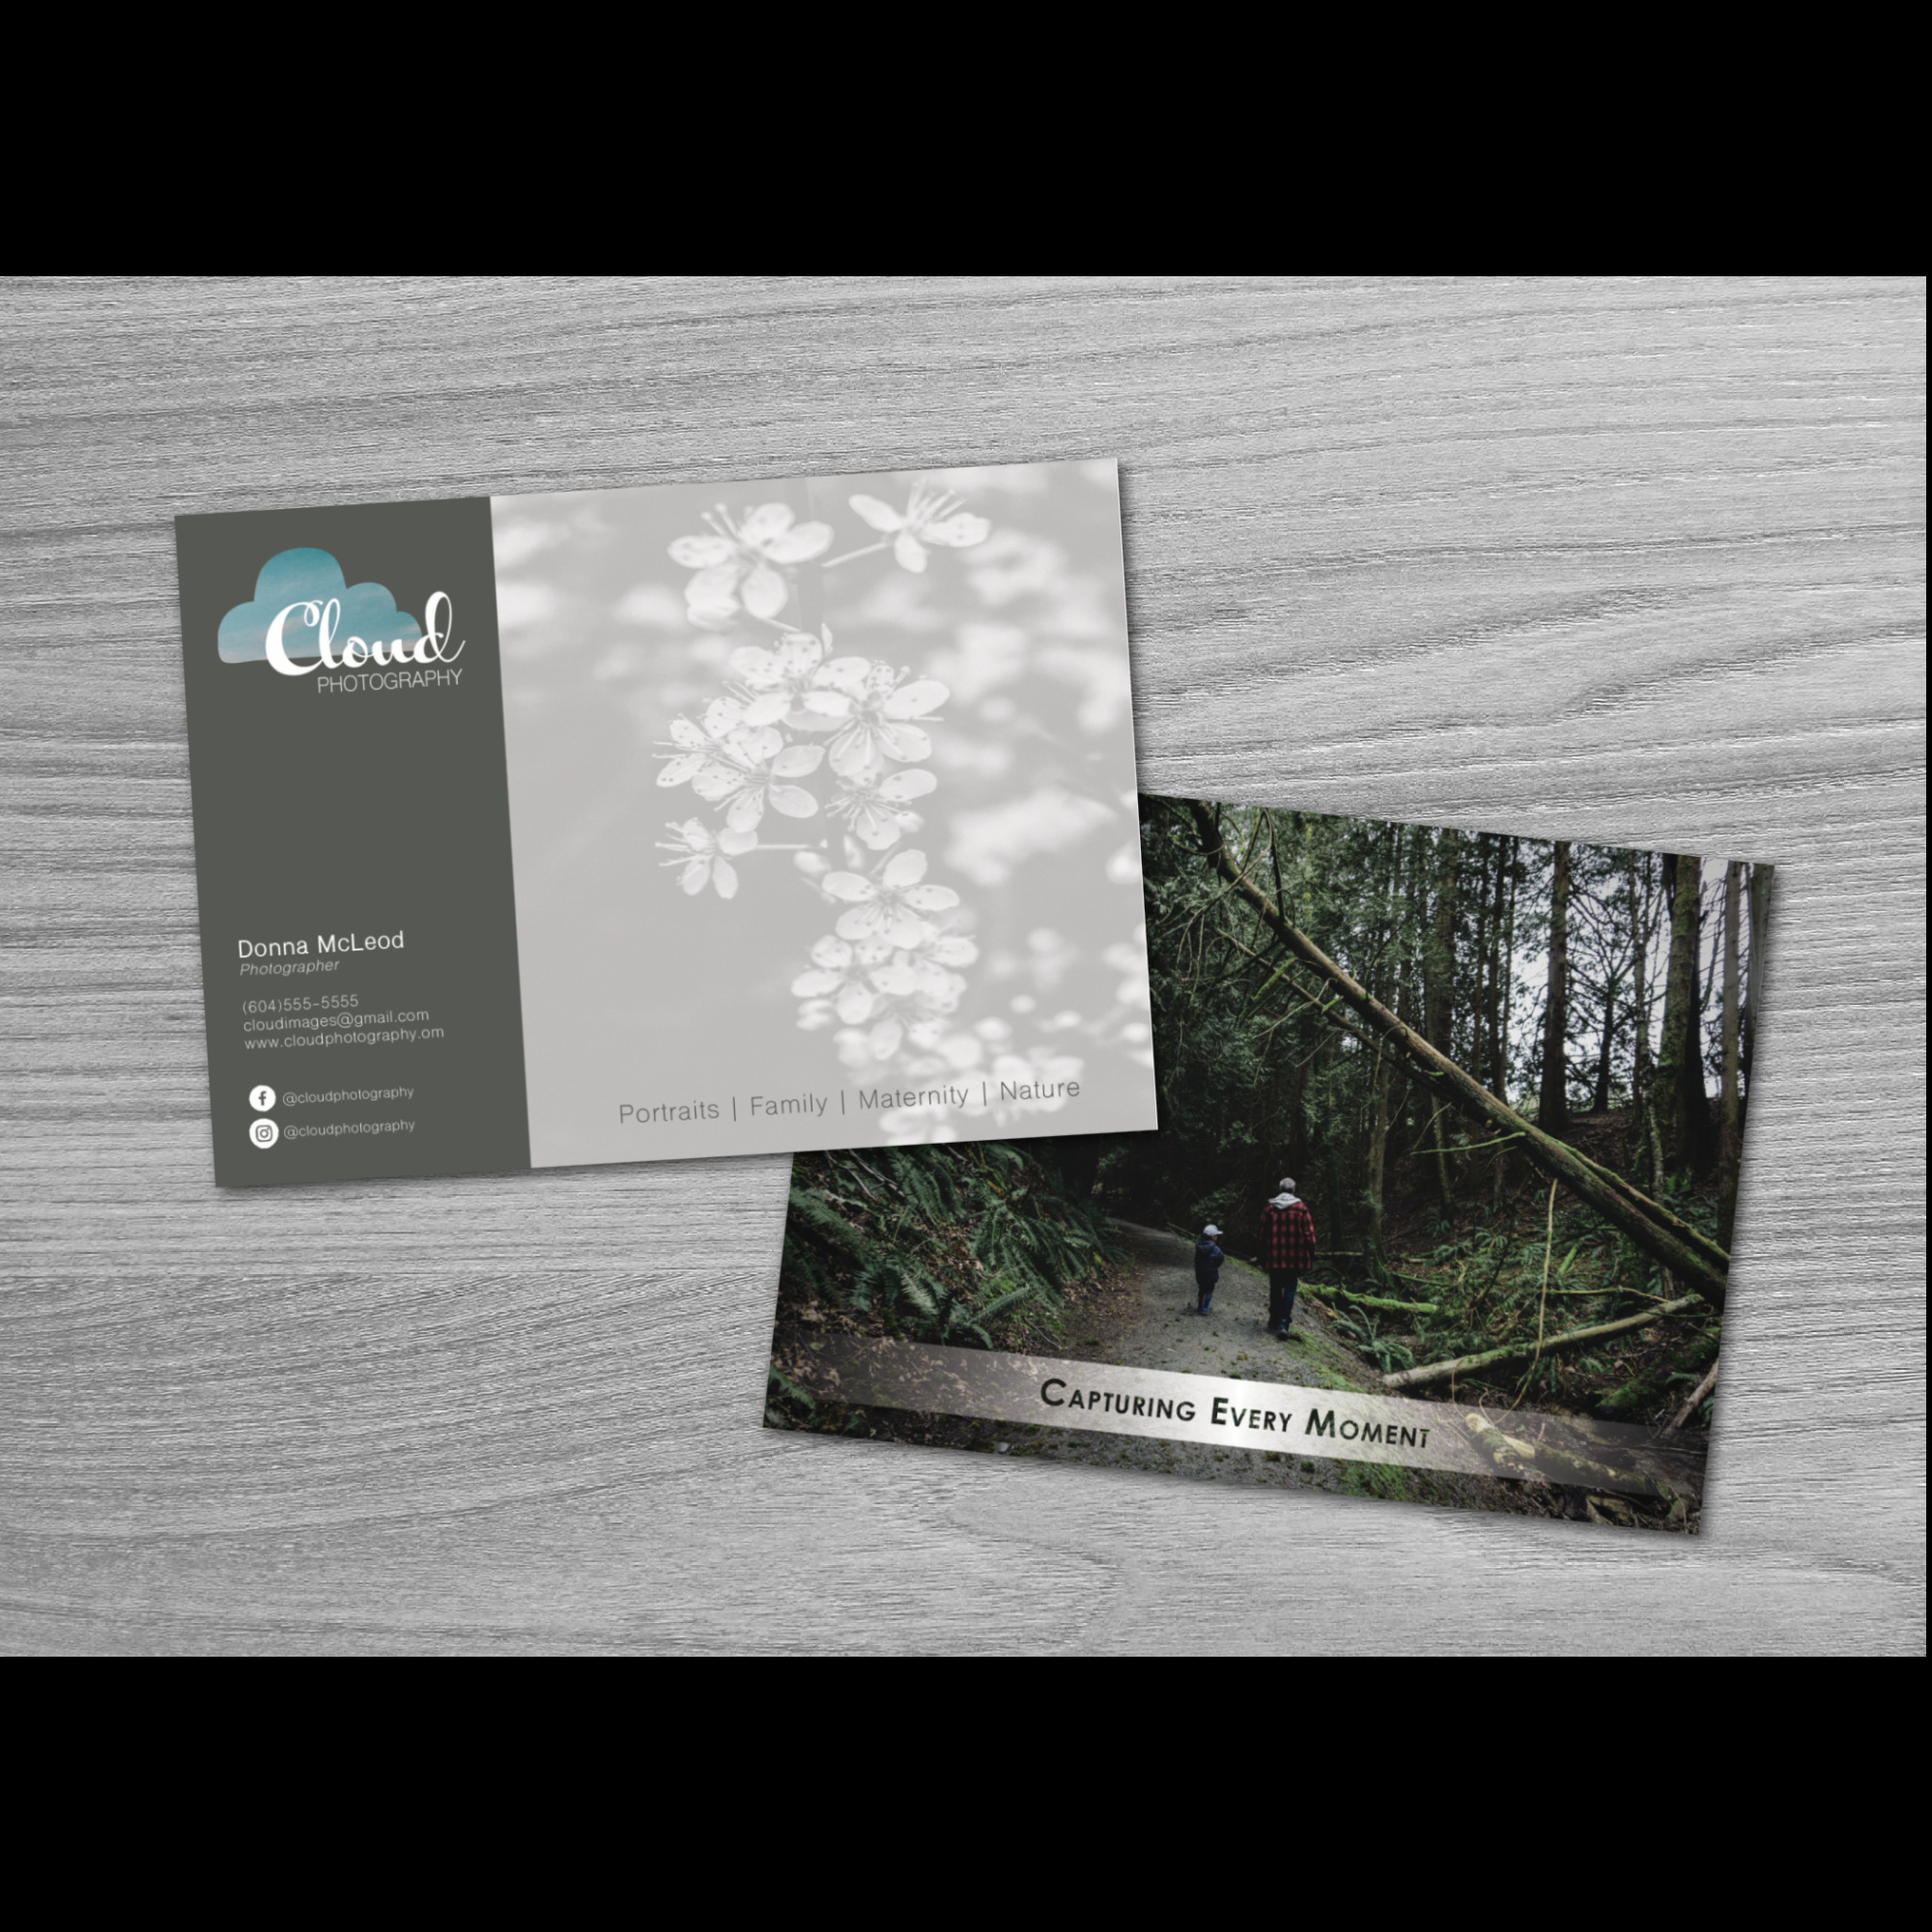 Cloud
PHOTOGRAPHY
Donna McLeod
Photographer
(604)555-5555
cloudimages@gmail.com
www.cloudphotography.om
@cloudphotography
@cloudphotography
Portraits | Family | Maternity | Nature
Capturing Every Moment